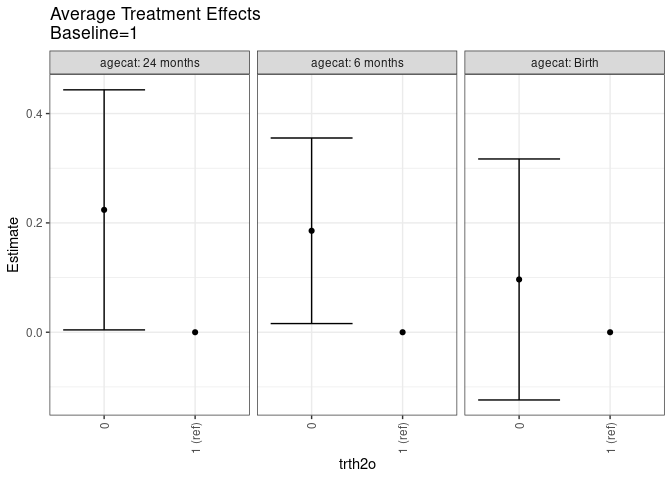 Average Treatment Effects
Baseline=1
agecat: 24 months
agecat: 6 months
agecat: Birth
0.4
0.2
0.0
Estimate
0
1 (ref)
0
1 (ref)
0
1 (ref)
trth2o